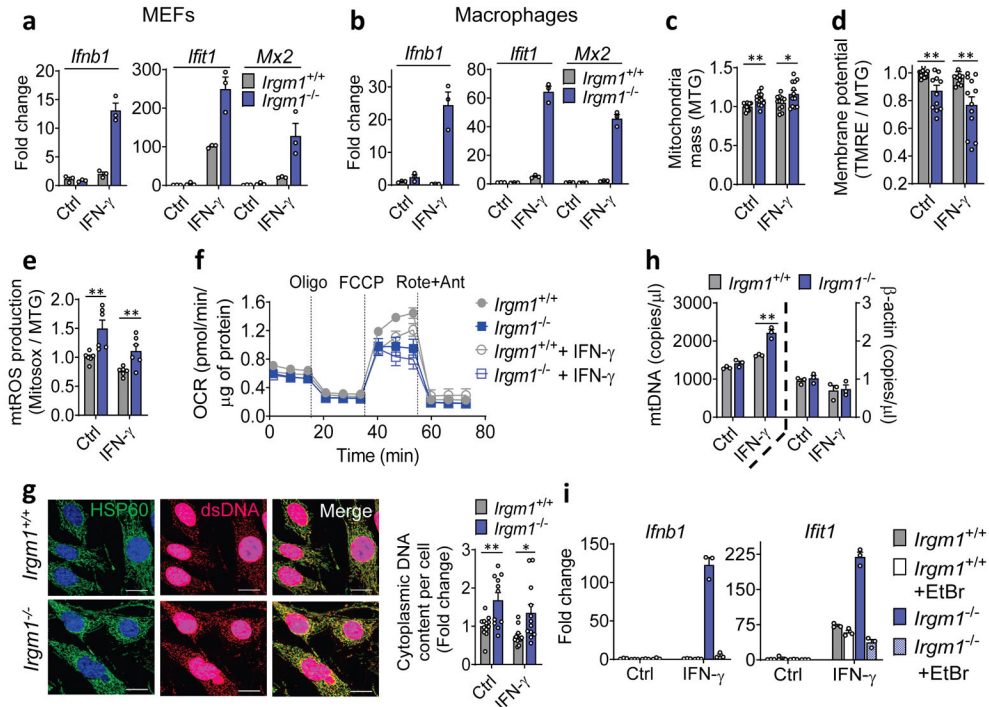 a
MEFs
Ifnb1
Ifit1
Mx2
Irgm1+/+
Irgm1-/-
Fold change
20
15
10
5
0
300
200
100
0
Ctrl
IFN-γ
Ctrl
IFN-γ
Ctrl
IFN-γ
b
Macrophages
Ifnb1
Ifit1
Mx2
Irgm1+/+
Irgm1-/-
Fold change
40
30
20
10
0
100
80
60
40
20
0
Ctrl
IFN-γ
Ctrl
IFN-γ
Ctrl
IFN-γ
c
Mitochondria
mass (MTG)
** *
1.5
1.0
0.5
0.0
Ctrl
IFN-γ
d
Membrane potential
(TMRE / MTG)
** **
1.0
0.8
0.6
0.4
0.2
Ctrl
IFN-γ
e
mtROS production
(Mitosox / MTG)
**
**
2.0
1.5
1.0
0.5
0
Ctrl
IFN-γ
f
Oligo FCCP Rote+Ant
OCR (pmol/min/
μg of protein)
1.6
1.2
0.8
0.4
0.0
0 20 40 60 80
Time (min)
Irgm1+/+
Irgm1-/-
Irgm1+/+ + IFN-γ
Irgm1-/- + IFN-γ
h
Irgm1+/+ Irgm1-/-
mtDNA (copies/μl)
3000
2000
1000
0
**
3
2
1
0
β-actin
(copies/μl)
Ctrl
IFN-γ
Ctrl
IFN-γ
g
HSP60
dsDNA
Merge
Irgm1+/+
Irgm1-/-
Irgm1+/+
Irgm1-/-
Cytoplasmic DNA
content per cell
(Fold change)
** *
3
2
1
0
Ctrl
IFN-γ
i
Ifnb1
Ifit1
Fold change
150
100
50
0
225
150
75
0
Ctrl IFN-γ
Ctrl IFN-γ
Irgm1+/+
Irgm1+/+
+EtBr
Irgm1-/-
Irgm1-/-
+EtBr